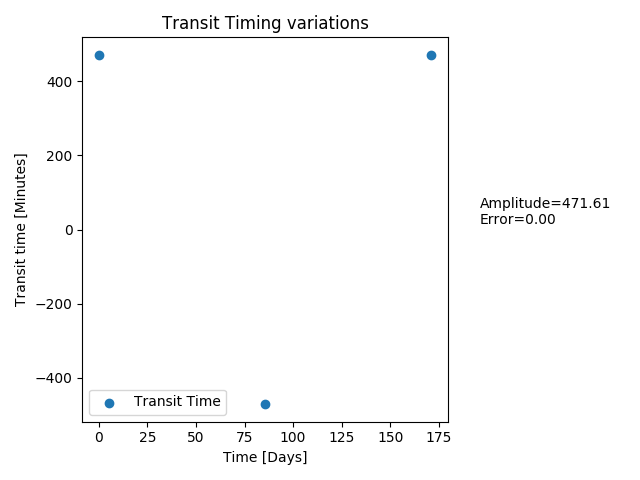 Transit Timing variations
Transit time [Minutes]
400
200
0
−200
−400
Amplitude=471.61
Error=0.00
Transit Time
0
25
50
75
100
125
150
175
Time [Days]